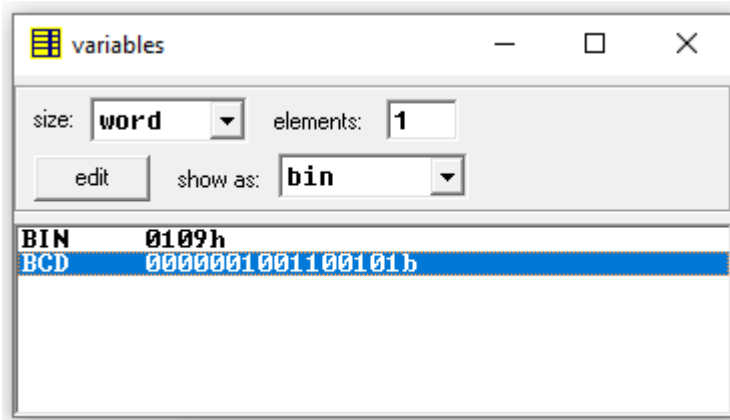 variables
size: word elements: 1
edit show as: bin
BIN 0109h
BCD 0000001001100101b